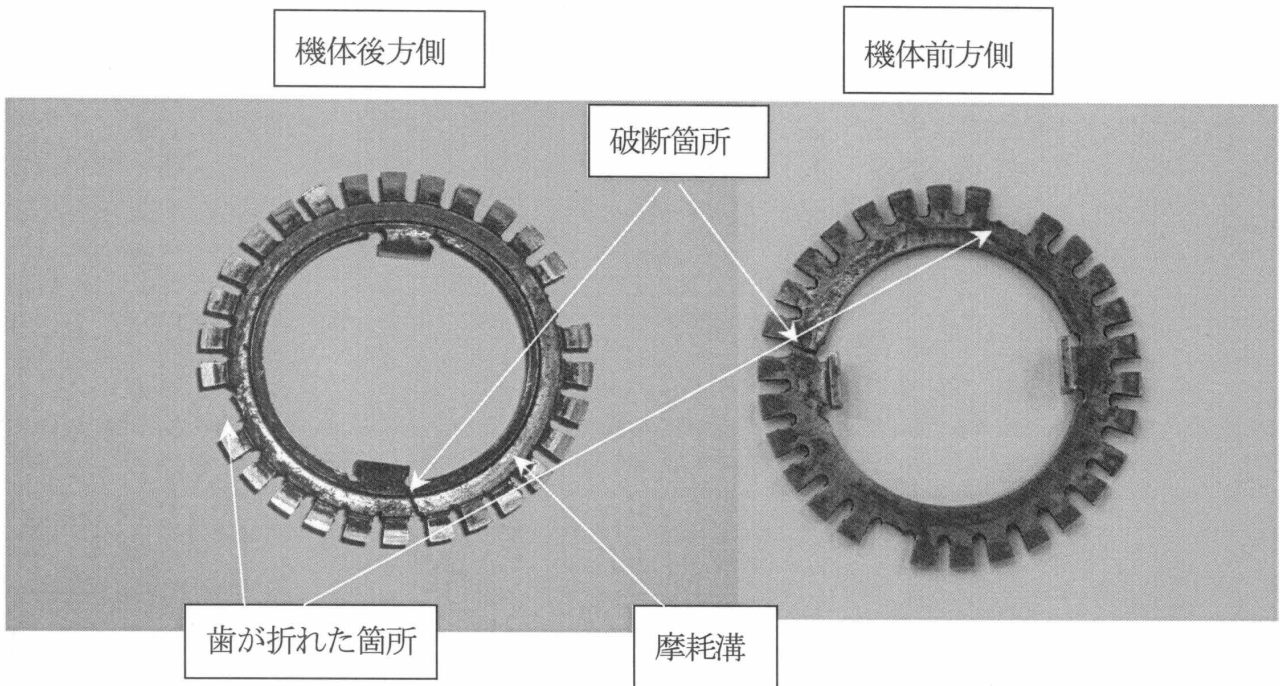 機体後方側
機体前方側
破断箇所
歯が折れた箇所
摩耗溝